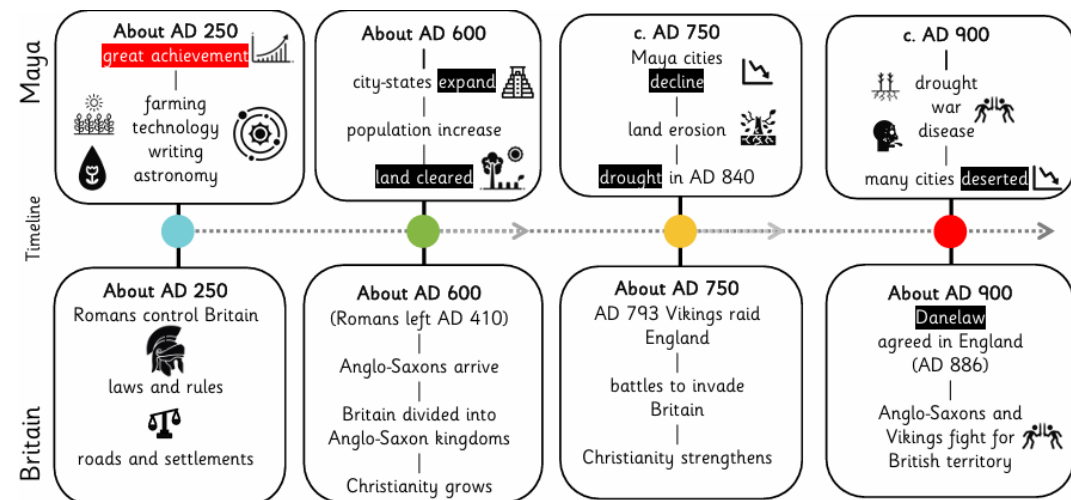 Maya
About AD 250
great achievement
farming
technology
writing
astronomy
About AD 600
city-states expand
population increase
land cleared
c. AD 750
Maya cities
decline
land erosion
drought in AD 840
c. AD 900
drought
war
disease
many cities deserted
Timeline
Britain
About AD 250
Romans control Britain
laws and rules
roads and settlements
About AD 600
(Romans left AD 410)
Anglo-Saxons arrive
Britain divided into
Anglo-Saxon kingdoms
Christianity grows
About AD 750
AD 793 Vikings raid
England
battles to invade
Britain
Christianity strengthens
About AD 900
Danelaw
agreed in England
(AD 886)
Anglo-Saxons and
Vikings fight for
British territory